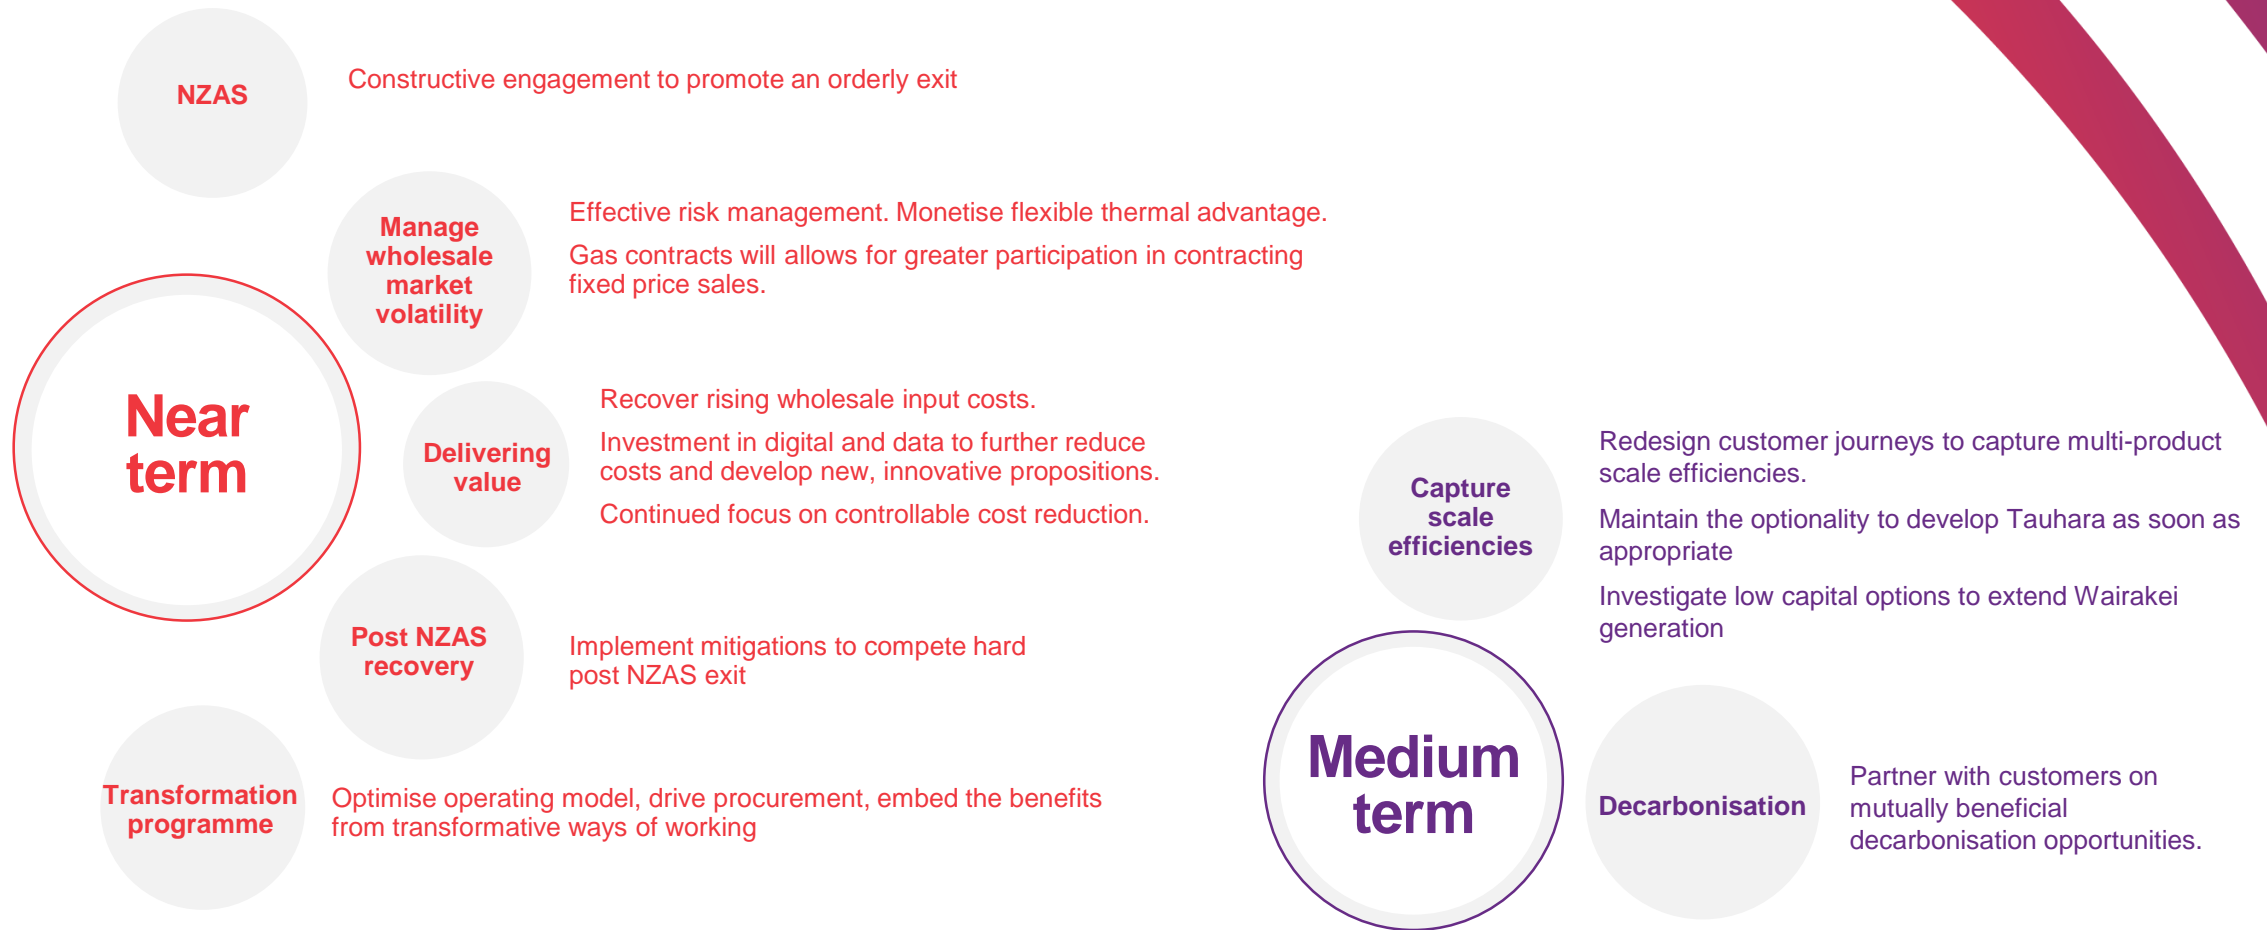 NZAS
Constructive engagement to promote an orderly exit
Manage
wholesale
market
volatility
Effective risk management. Monetise flexible thermal advantage.
Gas contracts will allows for greater participation in contracting
fixed price sales.
Near
term
Delivering
value
Recover rising wholesale input costs.
Investment in digital and data to further reduce
costs and develop new, innovative propositions.
Continued focus on controllable cost reduction.
Post NZAS
recovery
Implement mitigations to compete hard
post NZAS exit
Transformation
programme
Optimise operating model, drive procurement, embed the benefits
from transformative ways of working
Capture
scale
efficiencies
Redesign customer journeys to capture multi-product
scale efficiencies.
Maintain the optionality to develop Tauhara as soon as
appropriate
Investigate low capital options to extend Wairakei
generation
Medium
term
Decarbonisation
Partner with customers on
mutually beneficial
decarbonisation opportunities.